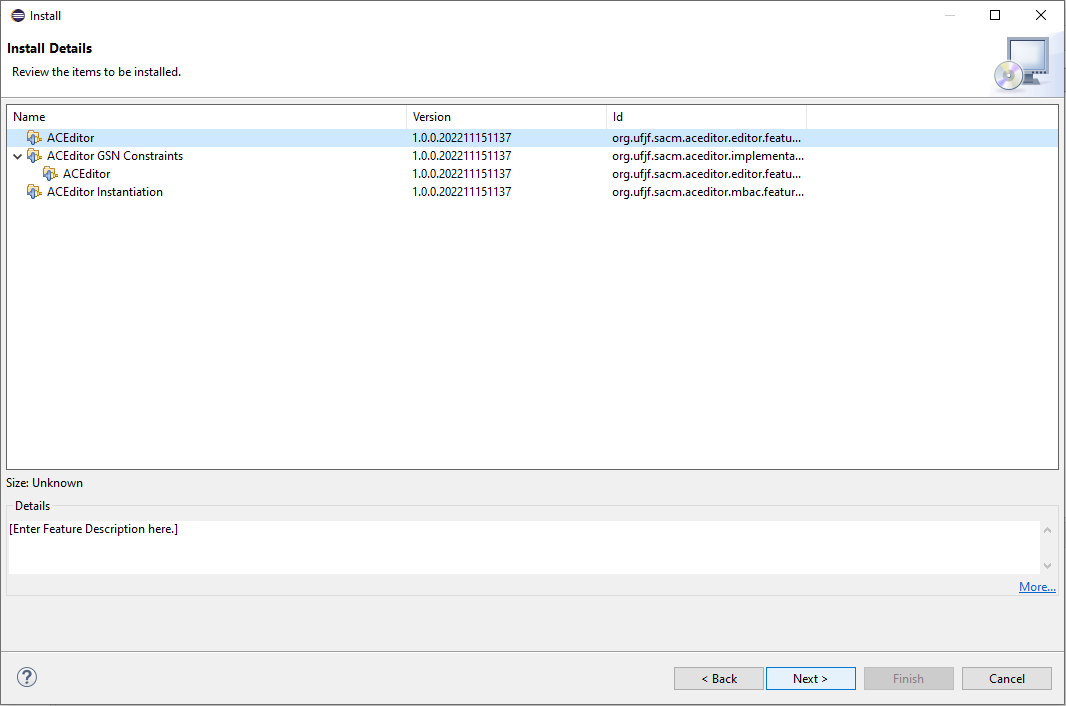 Install
Install Details
Review the items to be installed.
Name Version Id
ACEditor 1.0.0.202211151137 org.ufjf.sacm.aceditor.editor.featu...
ACEditor GSN Constraints 1.0.0.202211151137 org.ufjf.sacm.aceditor.implementa...
ACEditor 1.0.0.202211151137 org.ufjf.sacm.aceditor.editor.featu...
ACEditor Instantiation 1.0.0.202211151137 org.ufjf.sacm.aceditor.mbac.featur...
Size: Unknown
Details
[Enter Feature Description here.]
More...
? < Back Next > Finish Cancel